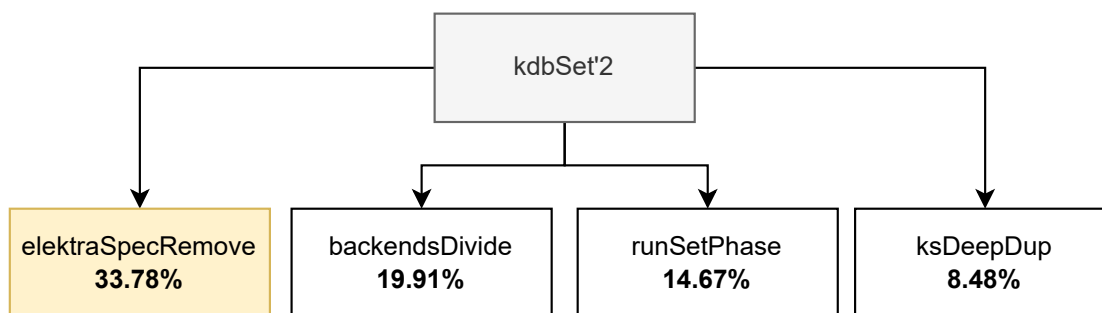 kdbSet'2
elektraSpecRemove
33.78%
backendsDivide
19.91%
runSetPhase
14.67%
ksDeepDup
8.48%